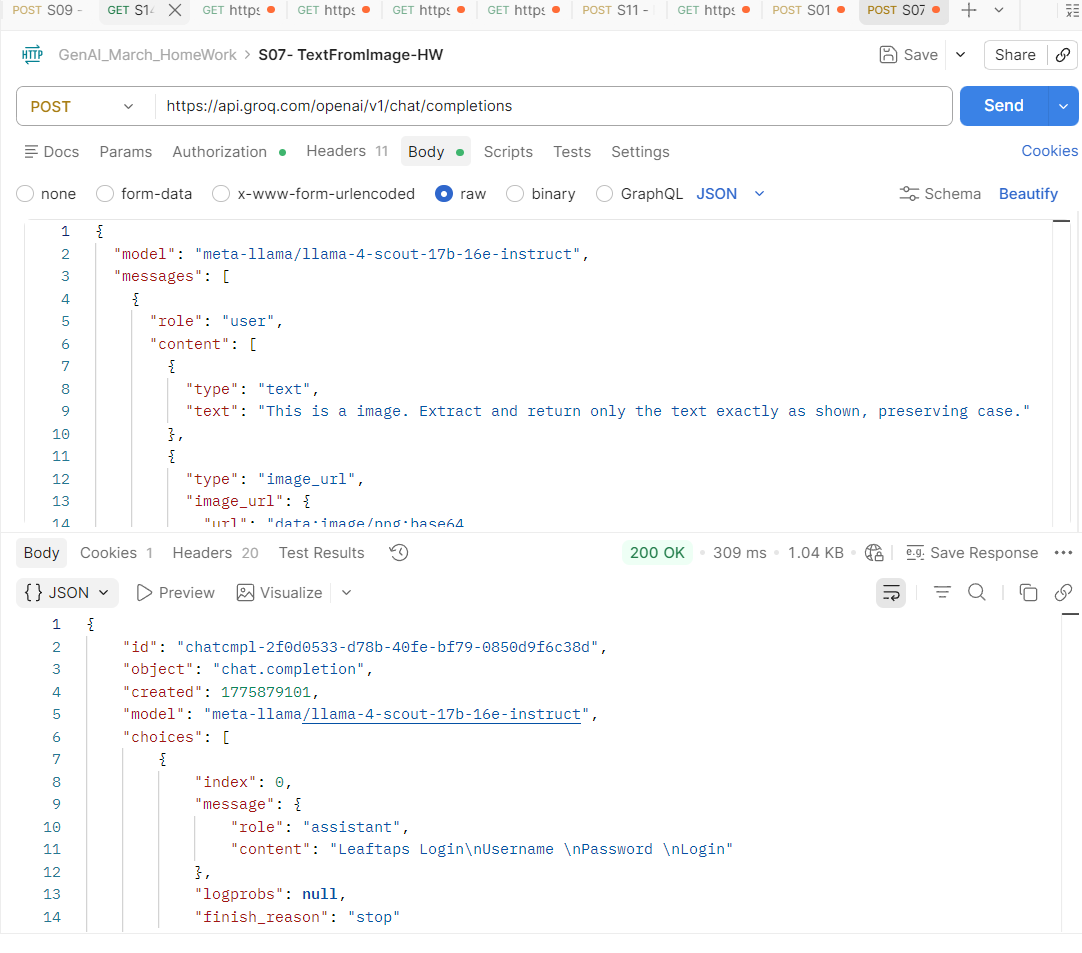 POST S09 -
GET S14
GET https
GET https
GET https
GET https
POST S11 -
GET https
POST S01
POST S07
HTTP
GenAI_March_HomeWork > S07- TextFromImage-HW
Save
Share
POST
https://api.groq.com/openai/v1/chat/completions
Send
Docs
Params
Authorization
Headers 11
Body
Scripts
Tests
Settings
Cookies
none
form-data
x-www-form-urlencoded
raw
binary
GraphQL
JSON
Schema
Beautify
1 {
2 "model": "meta-llama/llama-4-scout-17b-16e-instruct",
3 "messages": [
4 {
5 "role": "user",
6 "content": [
7 {
8 "type": "text",
9 "text": "This is a image. Extract and return only the text exactly as shown, preserving case."
10 },
11 {
12 "type": "image_url",
13 "image_url": {
14 "url": "data:image/png;base64
Body
Cookies 1
Headers 20
Test Results
200 OK
309 ms
1.04 KB
e.g. Save Response
{} JSON
Preview
Visualize
1 {
2 "id": "chatcmpl-2f0d0533-d78b-40fe-bf79-0850d9f6c38d",
3 "object": "chat.completion",
4 "created": 1775879101,
5 "model": "meta-llama/llama-4-scout-17b-16e-instruct",
6 "choices": [
7 {
8 "index": 0,
9 "message": {
10 "role": "assistant",
11 "content": "Leaftaps Login\nUsername \nPassword \nLogin"
12 },
13 "logprobs": null,
14 "finish_reason": "stop"